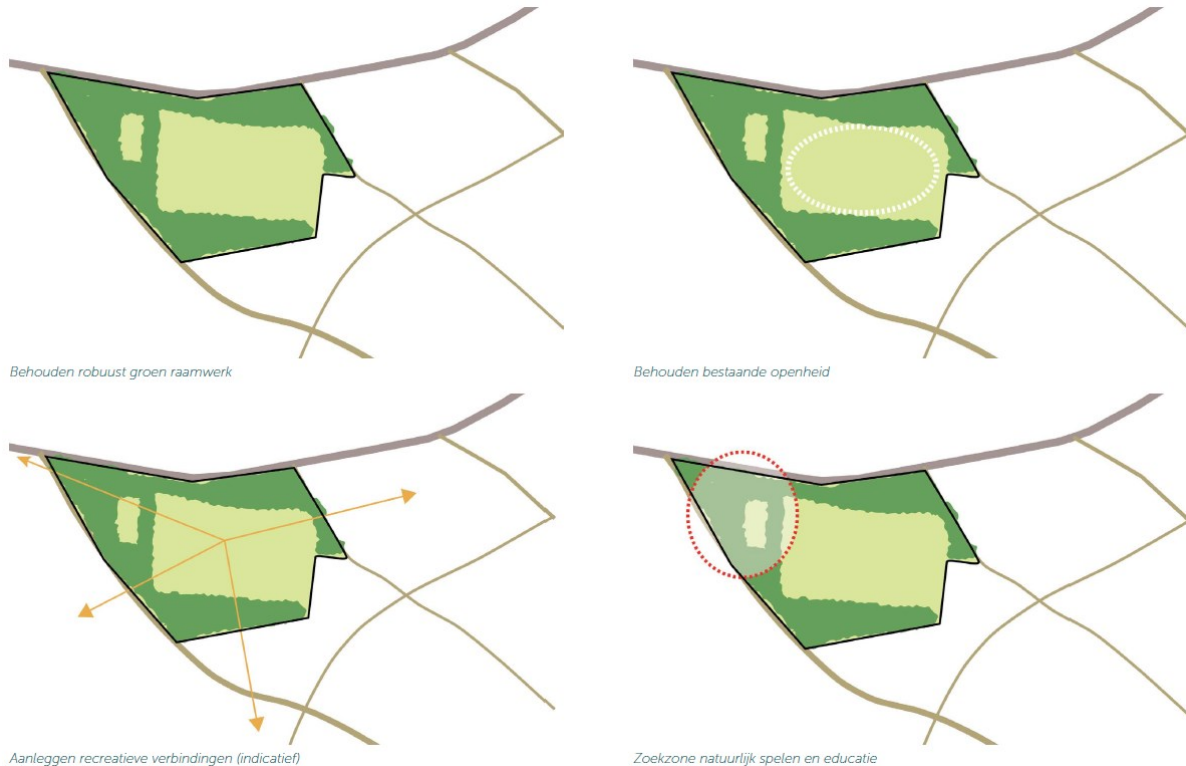 Behouden robuust groen raamwerk
Behouden bestaande openheid
Aanleggen recreatieve verbindingen (indicatief)
Zoekzone natuurlijk spelen en educatie